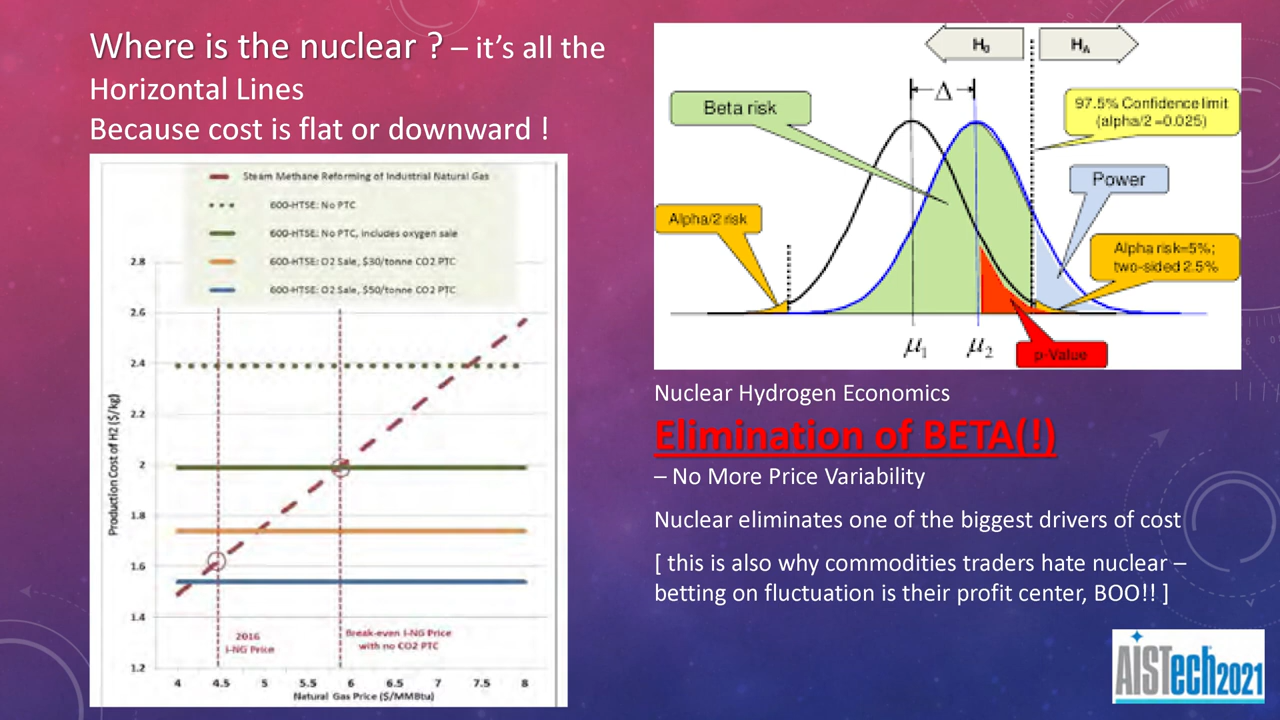 Where is the nuclear ? – it's all the
Horizontal Lines
Because cost is flat or downward !
Steam Methane Reforming of Industrial Natural Gas
600-HTSE: No PTC
600-HTSE: No PTC, includes oxygen sale
600-HTSE: O2 Sale, $30/tonne CO2 PTC
600-HTSE: O2 Sale, $50/tonne CO2 PTC
Production Cost of H2 ($/kg)
2.8
2.6
2.4
2.2
2
1.8
1.6
1.4
1.2
2016
I-NG Price
Break-even I-NG Price
with no CO2 PTC
4 4.5 5 5.5 6 6.5 7 7.5 8
Natural Gas Price ($/MMBtu)
H0 HA
Δ
Beta risk
97.5% Confidence limit
(alpha/2 =0.025)
Power
Alpha/2 risk
Alpha risk=5%;
two-sided 2.5%
μ1 μ2
p-Value
Nuclear Hydrogen Economics
Elimination of BETA(!)
– No More Price Variability
Nuclear eliminates one of the biggest drivers of cost
[ this is also why commodities traders hate nuclear –
betting on fluctuation is their profit center, BOO!! ]
AISTech2021